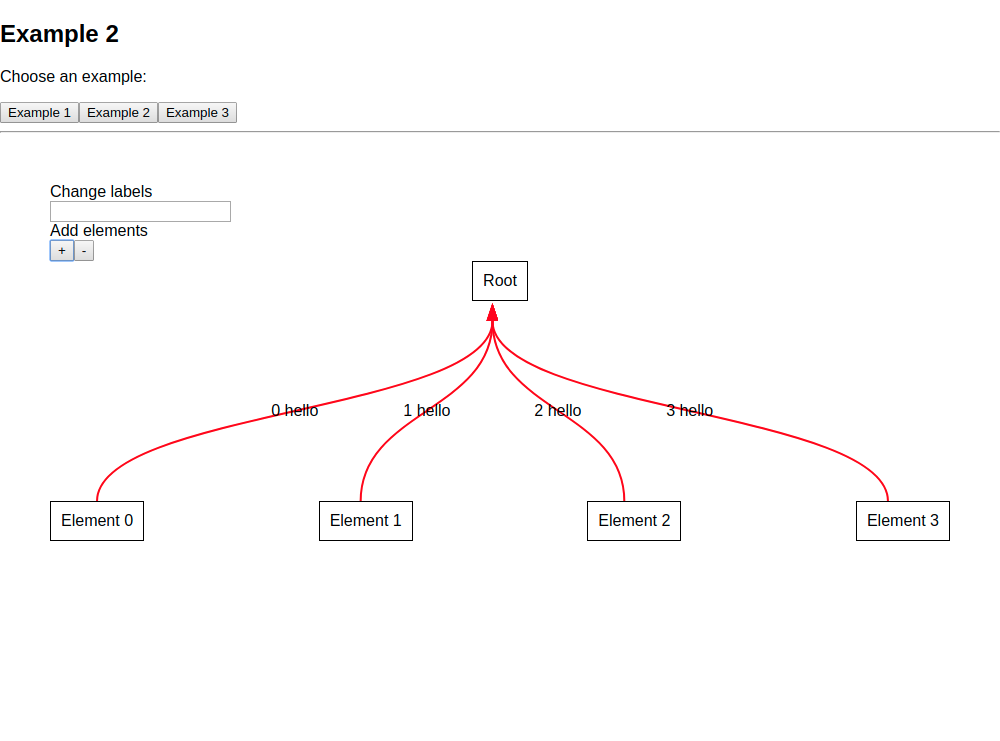 Example 2
Choose an example:
Example 1 Example 2 Example 3
Change labels
Add elements
+ -
Root
0 hello 1 hello 2 hello 3 hello
Element 0 Element 1 Element 2 Element 3